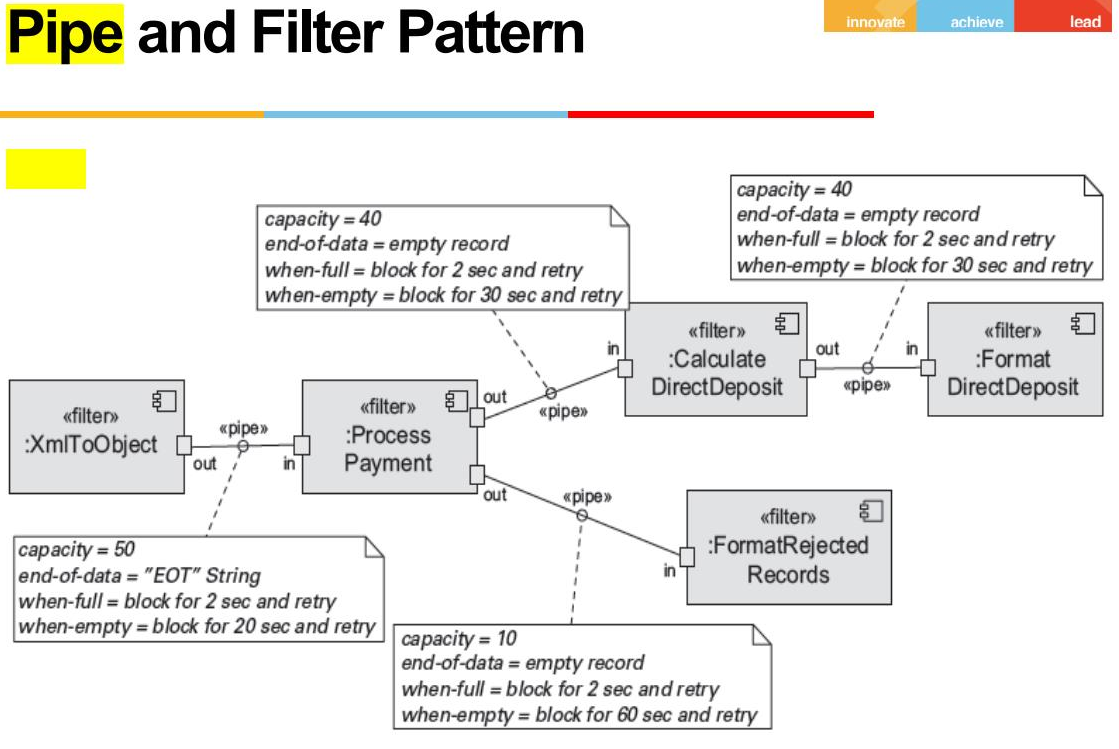 Pipe and Filter Pattern
innovate achieve lead
capacity = 40
end-of-data = empty record
when-full = block for 2 sec and retry
when-empty = block for 30 sec and retry
capacity = 40
end-of-data = empty record
when-full = block for 2 sec and retry
when-empty = block for 30 sec and retry
«filter»
:XmlToObject
out
«pipe»
in
«filter»
:Process
Payment
out
out
«pipe»
in
«filter»
:Calculate
DirectDeposit
out
«pipe»
in
«filter»
:Format
DirectDeposit
«pipe»
in
«filter»
:FormatRejected
Records
capacity = 50
end-of-data = "EOT" String
when-full = block for 2 sec and retry
when-empty = block for 20 sec and retry
capacity = 10
end-of-data = empty record
when-full = block for 2 sec and retry
when-empty = block for 60 sec and retry